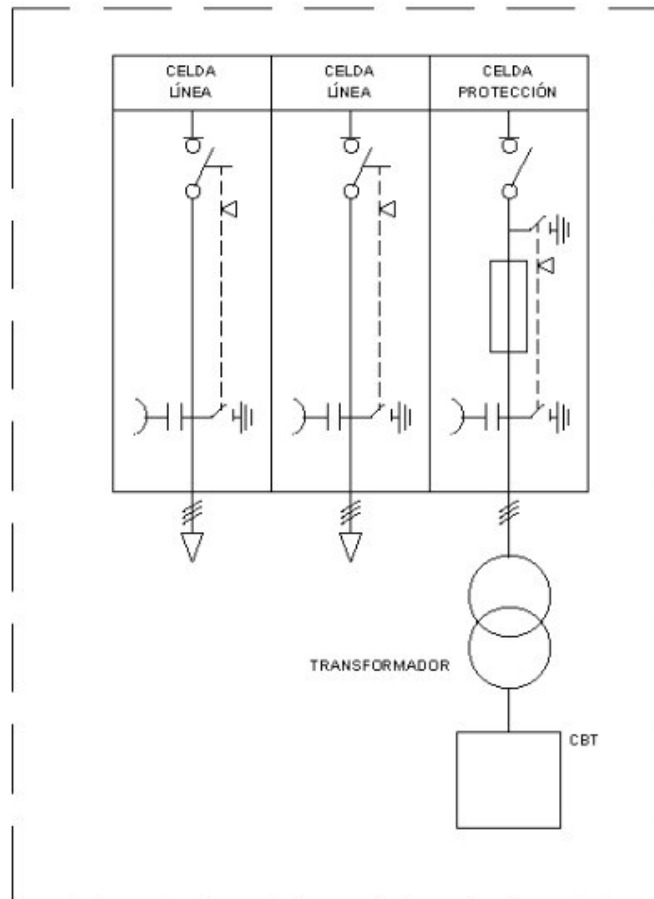 CELDA
LÍNEA
CELDA
LÍNEA
CELDA
PROTECCIÓN
TRANSFORMADOR
CBT